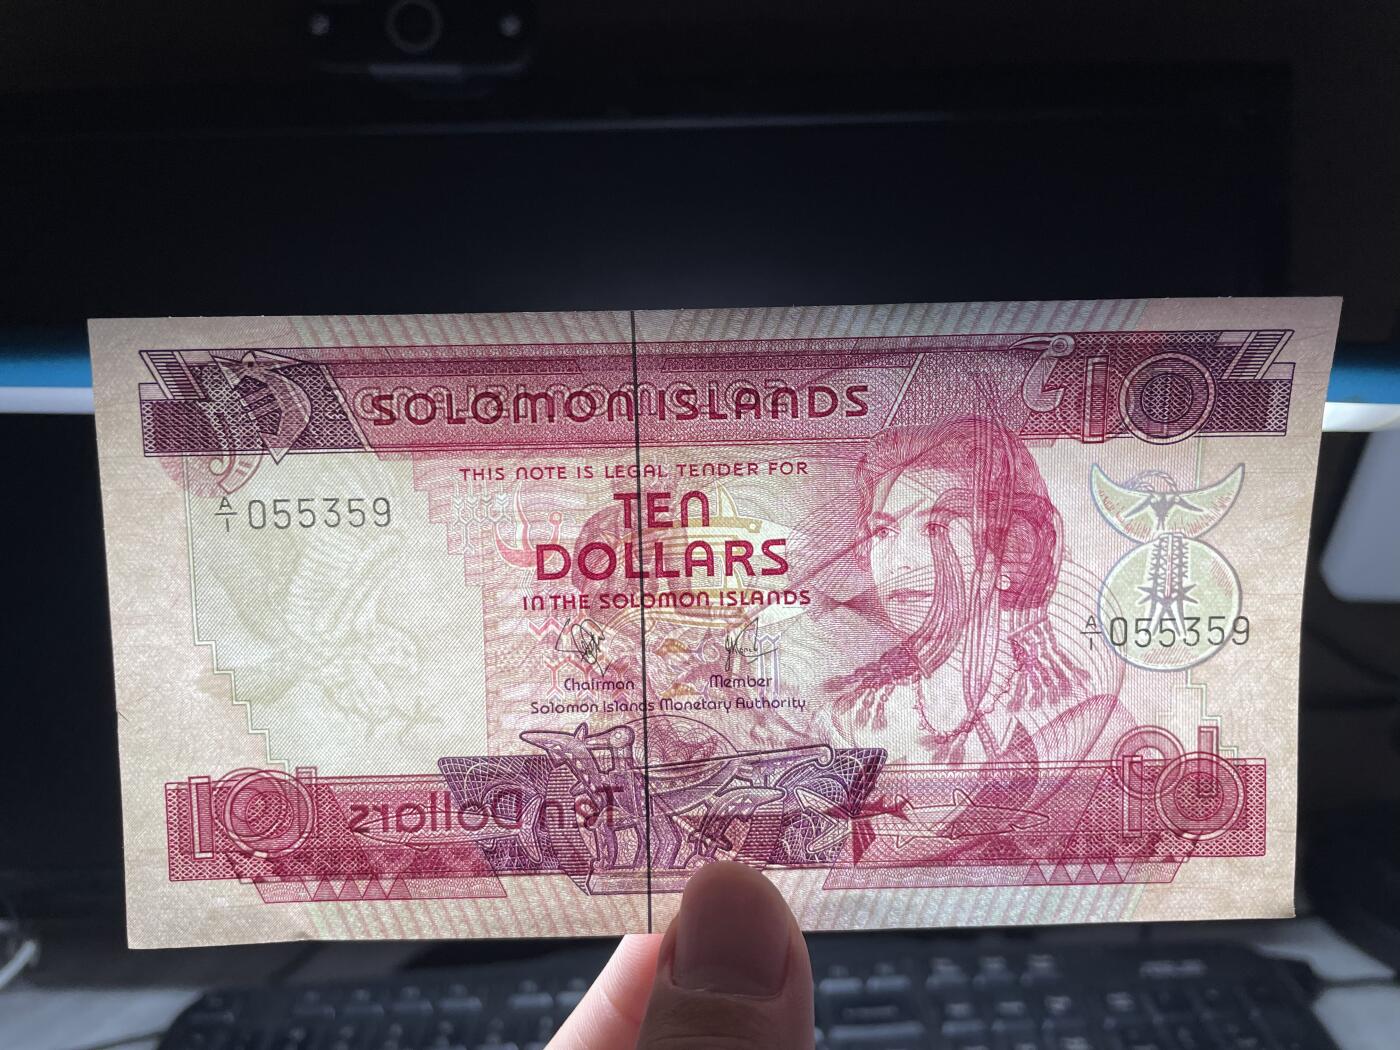 SOLOMON ISLANDS
10
THIS NOTE IS LEGAL TENDER FOR
A/1 055359
TEN
DOLLARS
IN THE SOLOMON ISLANDS
A/1 055359
Chairman Member
Solomon Islands Monetary Authority
10 Ten Dollars 10